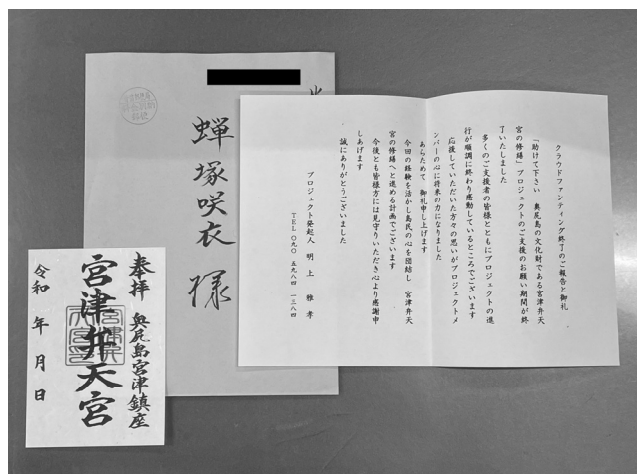 蝉塚咲衣様
クラウドファンディング終了のご報告と御礼
「助けて下さい 奥尻島の文化財である宮津弁天
宮の修繕」プロジェクトのご支援のお願い期間が終
了いたしました
多くのご支援者の皆様とともにプロジェクトの進
行が順調に終わり感動しているところでございます
応援していただいた方々の思いがプロジェクトメ
ンバーの心に将来の力になりました
あらためて 御礼申し上げます
今回の経験を活かし島民の心を団結し 宮津弁天
宮の修繕へと進める計画でございます
今後とも皆様方には見守りいただき心より感謝申
しあげます
誠にありがとうございました
プロジェクト発起人 明上雅孝
TEL 〇九〇 五九八四 一三八四
奉拝 奥尻島宮津鎮座
宮津弁天宮
令和 年 月 日